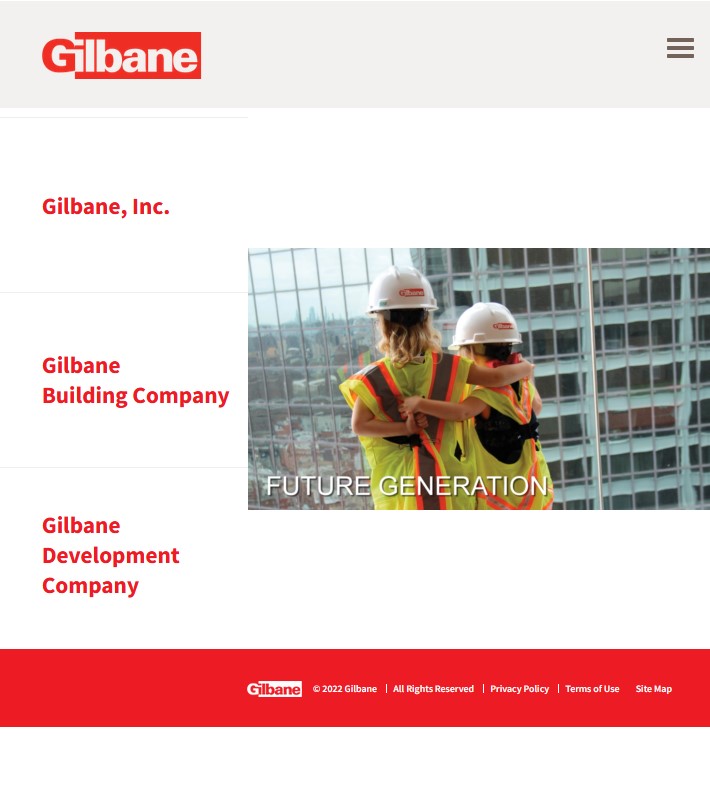 Gilbane
Gilbane, Inc.
Gilbane
Building Company
Gilbane
Development
Company
FUTURE GENERATION
Gilbane © 2022 Gilbane | All Rights Reserved | Privacy Policy | Terms of Use Site Map